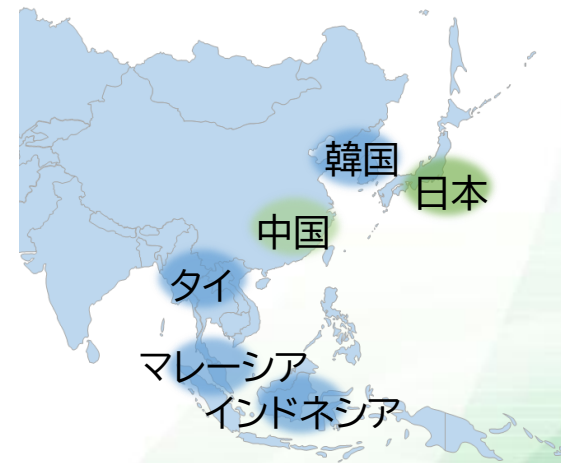 韓国
日本
中国
タイ
マレーシア
インドネシア